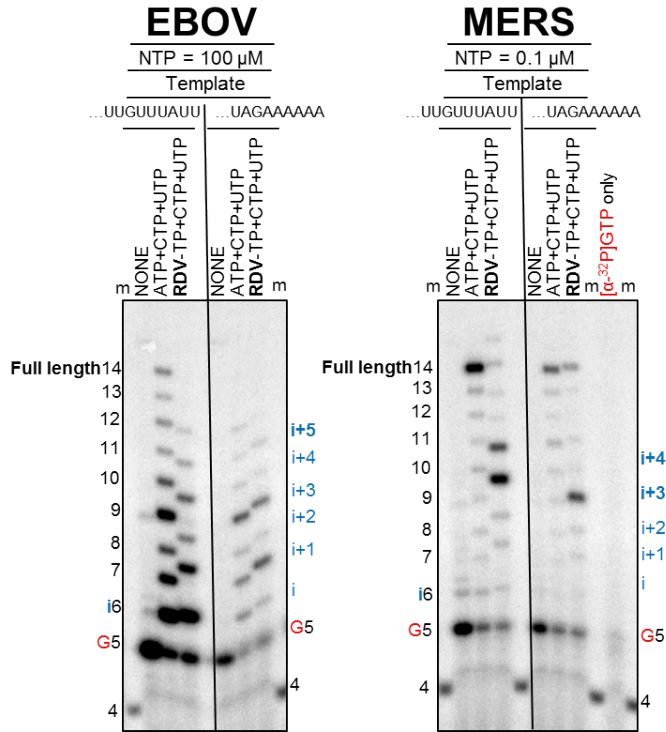 EBOV
NTP = 100 µM
Template
...UUGUUUAUU ...UAGAAAAAA
m
NONE
ATP+CTP+UTP
RDV-TP+CTP+UTP
NONE
ATP+CTP+UTP
RDV-TP+CTP+UTP
m
Full length 14
13
12
11
10
9
8
7
i6
G5
4
i+5
i+4
i+3
i+2
i+1
i
G5
4
MERS
NTP = 0.1 µM
Template
...UUGUUUAUU ...UAGAAAAAA
m
NONE
ATP+CTP+UTP
RDV-TP+CTP+UTP
m
NONE
ATP+CTP+UTP
RDV-TP+CTP+UTP
m
[α-³²P]GTP only
m
Full length 14
13
12
11
10
9
8
7
i6
G5
4
i+4
i+3
i+2
i+1
i
G5
4